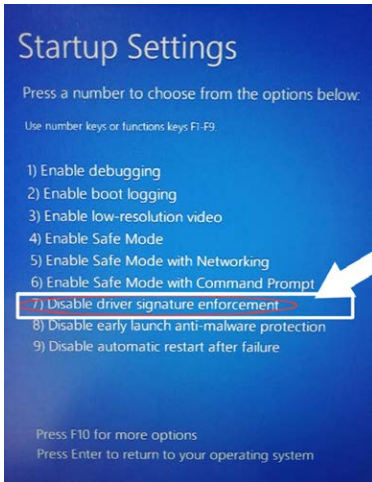 Startup Settings
Press a number to choose from the options below:
Use number keys or functions keys F1-F9.
1) Enable debugging
2) Enable boot logging
3) Enable low-resolution video
4) Enable Safe Mode
5) Enable Safe Mode with Networking
6) Enable Safe Mode with Command Prompt
7) Disable driver signature enforcement
8) Disable early launch anti-malware protection
9) Disable automatic restart after failure
Press F10 for more options
Press Enter to return to your operating system